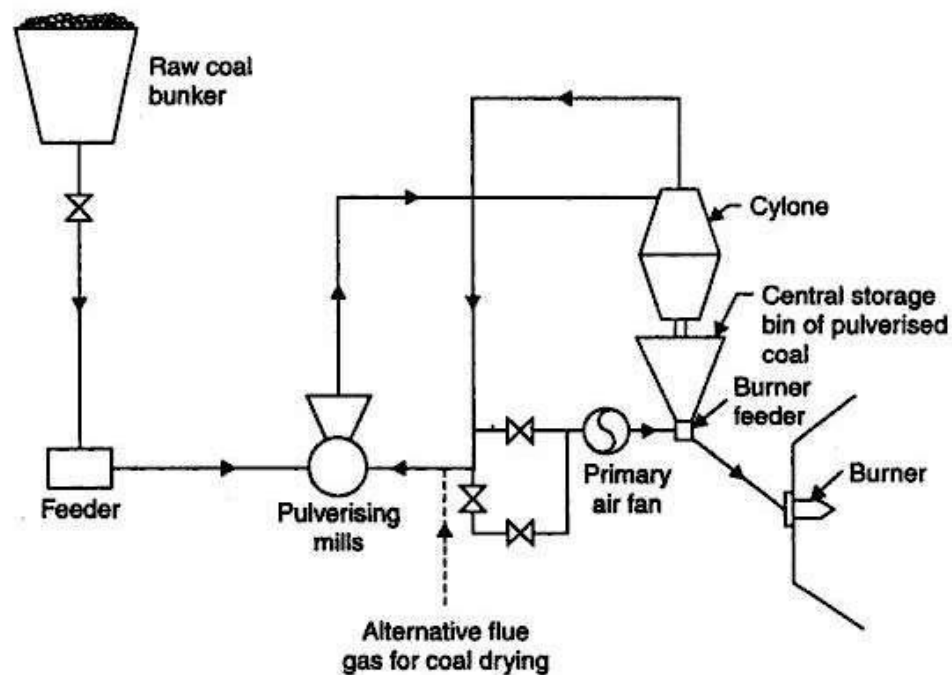 Raw coal
bunker
Cylone
Central storage
bin of pulverised
coal
Burner
feeder
Burner
Primary
air fan
Feeder
Pulverising
mills
Alternative flue
gas for coal drying